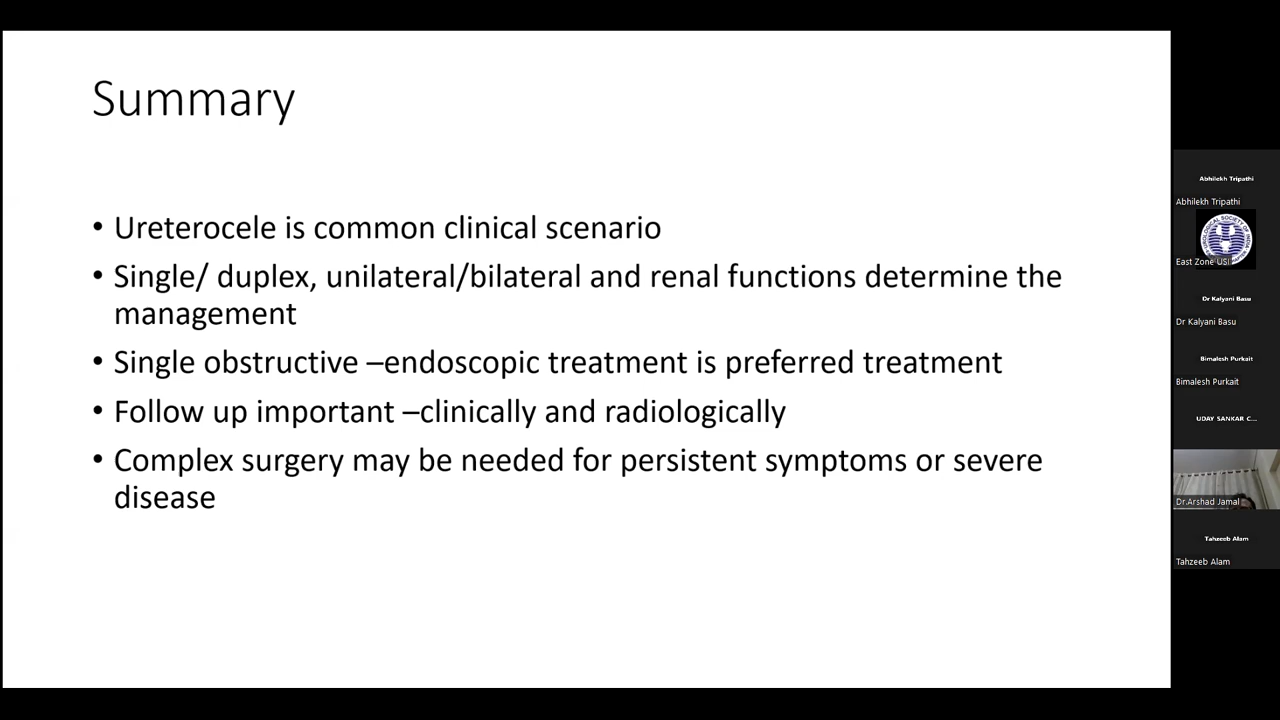 Summary
• Ureterocele is common clinical scenario
• Single/ duplex, unilateral/bilateral and renal functions determine the
management
• Single obstructive –endoscopic treatment is preferred treatment
• Follow up important –clinically and radiologically
• Complex surgery may be needed for persistent symptoms or severe
disease
Abhilekh Tripathi
Abhilekh Tripathi
East Zone USI
Dr Kalyani Basu
Dr Kalyani Basu
Bimalesh Purkait
Bimalesh Purkait
UDAY SANKAR C...
Dr.Arshad Jamal
Tahzeeb Alam
Tahzeeb Alam